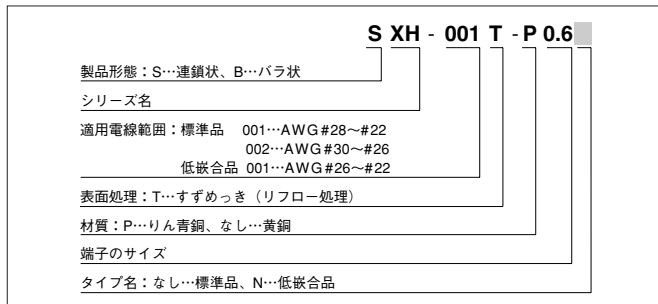 S XH - 001 T - P 0.6
製品形態：S…連鎖状、B…バラ状
シリーズ名
適用電線範囲：標準品 001…AWG#28～#22
002…AWG#30～#26
低嵌合品 001…AWG#26～#22
表面処理：T…すずめっき（リフロー処理）
材質：P…りん青銅、なし…黄銅
端子のサイズ
タイプ名：なし…標準品、N…低嵌合品